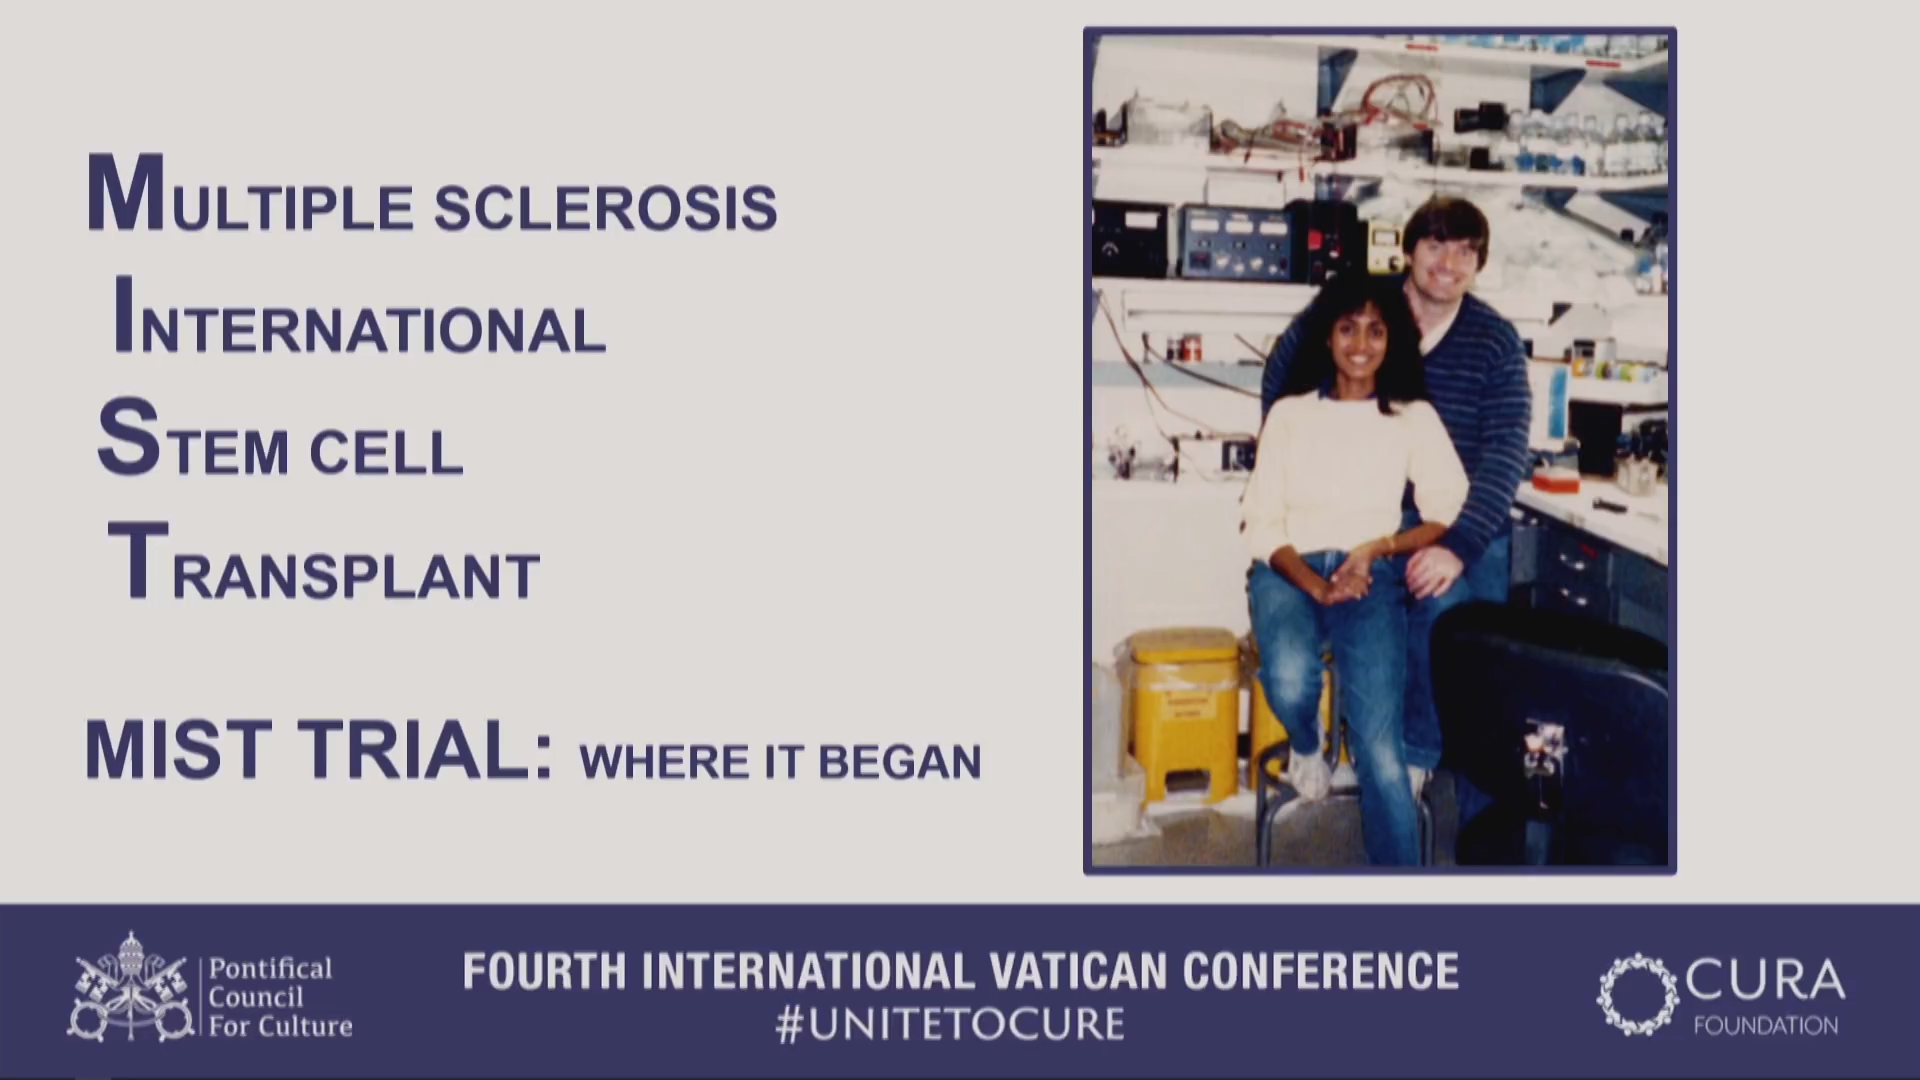 MULTIPLE SCLEROSIS
INTERNATIONAL
STEM CELL
TRANSPLANT
MIST TRIAL: WHERE IT BEGAN
Pontifical
Council
For Culture
FOURTH INTERNATIONAL VATICAN CONFERENCE
#UNITETOCURE
CURA
FOUNDATION